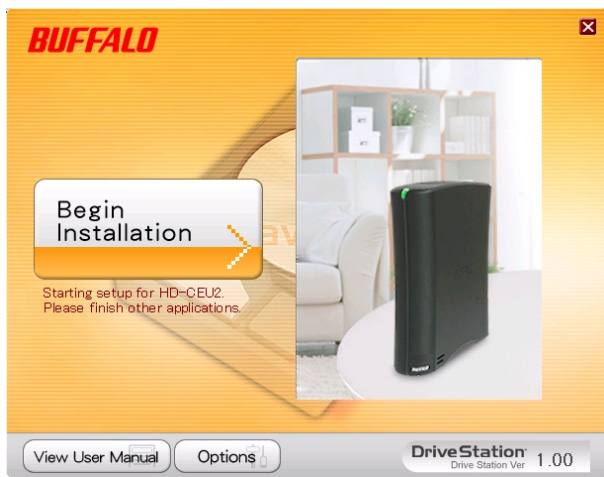 BUFFALO
Begin
Installation
Starting setup for HD-CEU2.
Please finish other applications.
View User Manual
Options
DriveStation
Drive Station Ver 1.00
BUFFALO